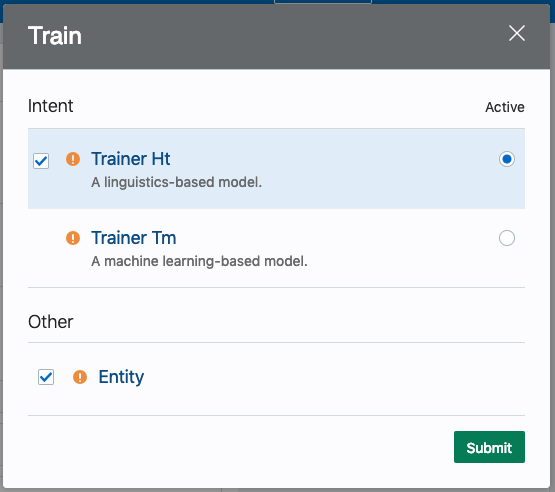 Train
Intent
Active
Trainer Ht
A linguistics-based model.
Trainer Tm
A machine learning-based model.
Other
Entity
Submit